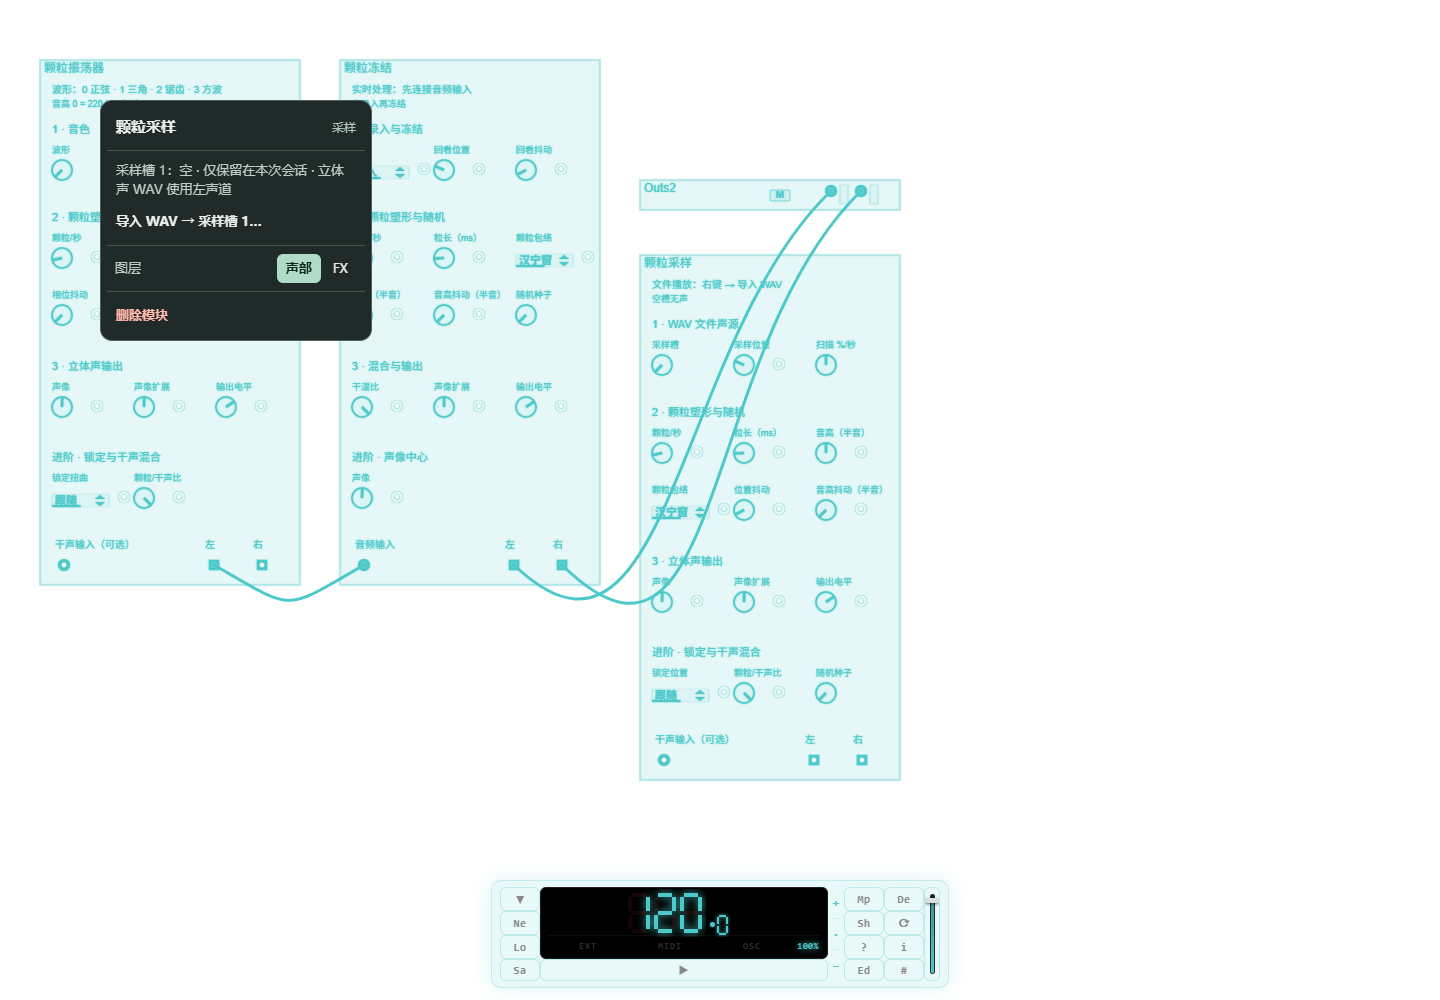 颗粒振荡器
波形：0 正弦 · 1 三角 · 2 锯齿 · 3 方波
音高 0 = 220
1 · 音色
波形
2 · 颗粒塑
颗粒/秒
相位抖动
3 · 立体声输出
声像
声像扩展
输出电平
进阶 · 锁定与干声混合
锁定扭曲
颗粒/干声比
跟随
干声输入（可选）
左
右
颗粒采样
采样
采样槽 1：空 · 仅保留在本次会话 · 立体
声 WAV 使用左声道
导入 WAV → 采样槽 1...
图层
声部
FX
删除模块
颗粒冻结
实时处理：先连接音频输入
入再冻结
录入与冻结
回看位置
回看抖动
颗粒塑形与随机
秒
粒长（ms）
颗粒包络
汉宁窗
（半音）
音高抖动（半音）
随机种子
3 · 混合与输出
干湿比
声像扩展
输出电平
进阶 · 声像中心
声像
音频输入
左
右
Outs2
M
颗粒采样
文件播放：右键 → 导入 WAV
空槽无声
1 · WAV 文件声源
采样槽
采样位置
扫描 %/秒
2 · 颗粒塑形与随机
颗粒/秒
粒长（ms）
音高（半音）
颗粒包络
位置抖动
音高抖动（半音）
汉宁窗
3 · 立体声输出
声像
声像扩展
输出电平
进阶 · 锁定与干声混合
锁定位置
颗粒/干声比
随机种子
跟随
干声输入（可选）
左
右
▼
Ne
Lo
Sa
120.0
EXT
MIDI
OSC
100%
+
-
Mp
De
Sh
⟳
?
i
Ed
#